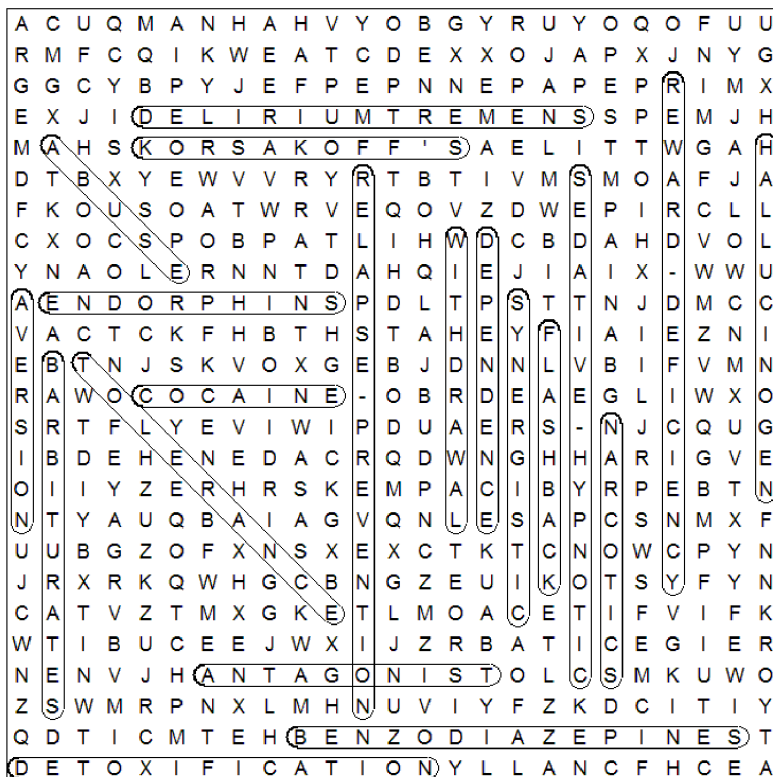 A C U Q M A N H A H V Y O B G Y R U Y O Q O F U U
R M F C Q I K W E A T C D E X X O J A P X J N Y G
G G C Y B P Y J E F P E P N N E P A P E P R I M X
E X J I D E L I R I U M T R E M E N S S P E M J H
M A H S K O R S A K O F F ' S A E L I T T W G A H
D T B X Y E W V V R Y R T B T I V M S M O A F J A
F K O U S O A T W R V E Q O V Z D W E P I R C L L
C X O C S P O B P A T L I H W D C B D A H D V O L
Y N A O L E R N N T D A H Q I E J I A I X - W W U
A E N D O R P H I N S P D L T P S T T N J D M C C
V A C T C K F H B T H S T A H E Y F I A I E Z N I
E B T N J S K V O X G E B J D N N L V B I F V M N
R A W O C O C A I N E - O B R D E A E G L I W X O
S R T F L Y E V I W I P D U A E R S - N J C Q U G
I B D E H E N E D A C R Q D W N G H H A R I G V E
O I I Y Z E R H R S K E M P A C I B Y R P E B T N
N T Y A U Q B A I A G V Q N L E S A P C S N M X F
U U B G Z O F X N S X E X C T K T C N O W C P Y N
J R X R K Q W H G C B N G Z E U I K O T S Y F Y N
C A T V Z T M X G K E T L M O A C E T I F V I F K
W T I B U C E E J W X I J Z R B A T I C E G I E R
N E N V J H A N T A G O N I S T O L C S M K U W O
Z S W M R P N X L M H N U V I Y F Z K D C I T I Y
Q D T I C M T E H B E N Z O D I A Z E P I N E S T
D E T O X I F I C A T I O N Y L L A N C F H C E A